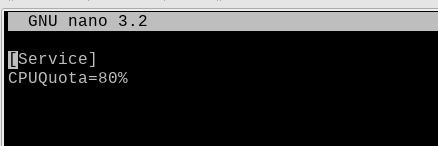 GNU nano 3.2
[Service]
CPUQuota=80%